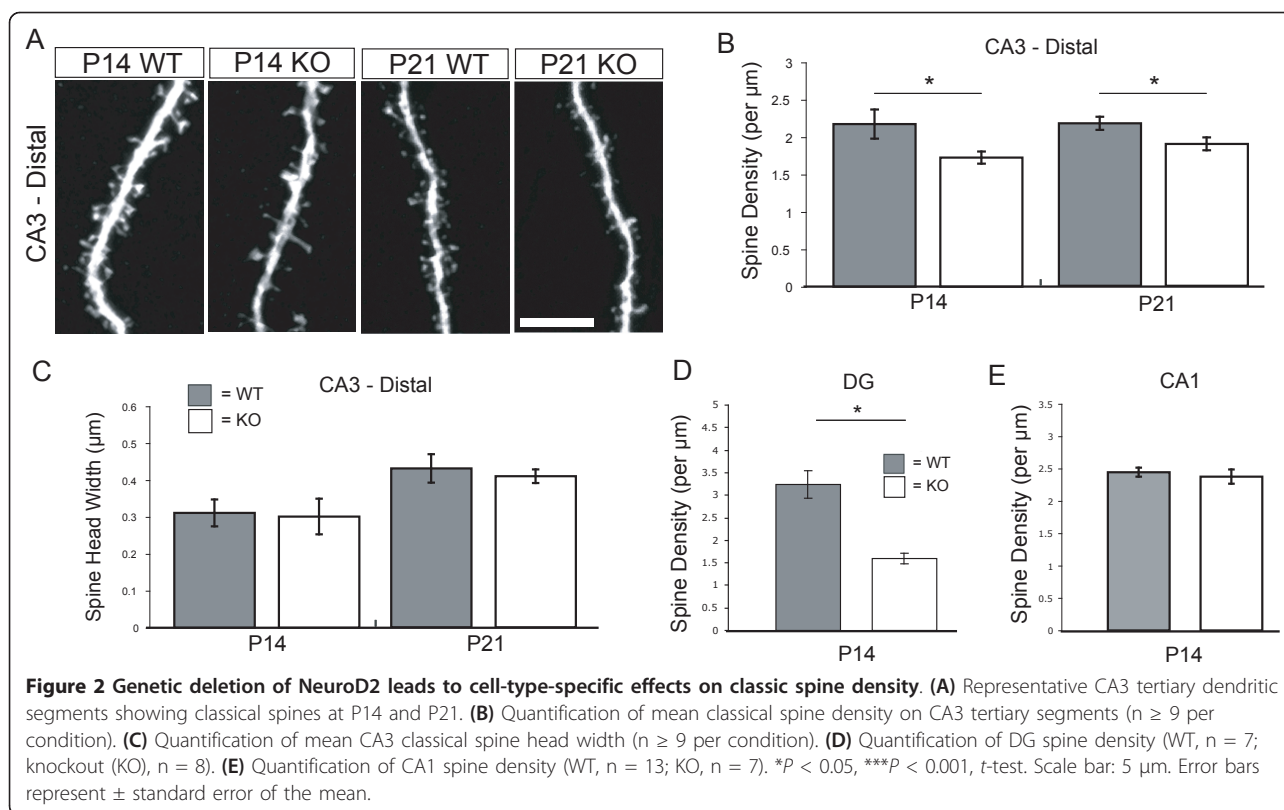 A
P14 WT
P14 KO
P21 WT
P21 KO
CA3 - Distal
B
CA3 - Distal
Spine Density (per µm)
3
2.5
2
1.5
1
0.5
0
*
*
P14
P21
C
CA3 - Distal
= WT
= KO
Spine Head Width (µm)
0.6
0.5
0.4
0.3
0.2
0.1
0
P14
P21
D
DG
Spine Density (per µm)
5
4.5
4
3.5
3
2.5
2
1.5
1
0.5
0
*
= WT
= KO
P14
E
CA1
Spine Density (per µm)
3.5
3
2.5
2
1.5
1
0.5
0
P14
Figure 2 Genetic deletion of NeuroD2 leads to cell-type-specific effects on classic spine density. (A) Representative CA3 tertiary dendritic
segments showing classical spines at P14 and P21. (B) Quantification of mean classical spine density on CA3 tertiary segments (n ≥ 9 per
condition). (C) Quantification of mean CA3 classical spine head width (n ≥ 9 per condition). (D) Quantification of DG spine density (WT, n = 7;
knockout (KO), n = 8). (E) Quantification of CA1 spine density (WT, n = 13; KO, n = 7). *P < 0.05, ***P < 0.001, t-test. Scale bar: 5 µm. Error bars
represent ± standard error of the mean.